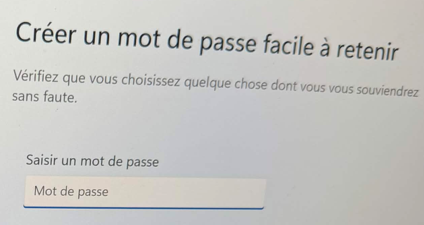 Créer un mot de passe facile à retenir
Vérifiez que vous choisissez quelque chose dont vous vous souviendrez
sans faute.
Saisir un mot de passe
Mot de passe